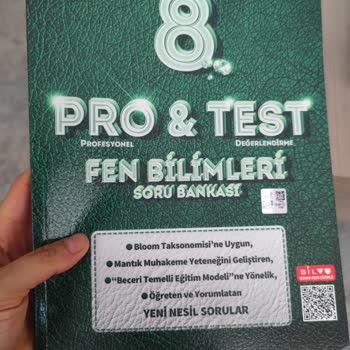 8.
PRO & TEST
PROFESYONEL DEĞERLENDİRME
FEN BİLİMLERİ
SORU BANKASI
● Bloom Taksonomisi'ne Uygun,
● Mantık Muhakeme Yeteneğini Geliştiren,
● "Beceri Temelli Eğitim Modeli"ne Yönelik,
● Öğreten ve Yorumlatan
YENİ NESİL SORULAR